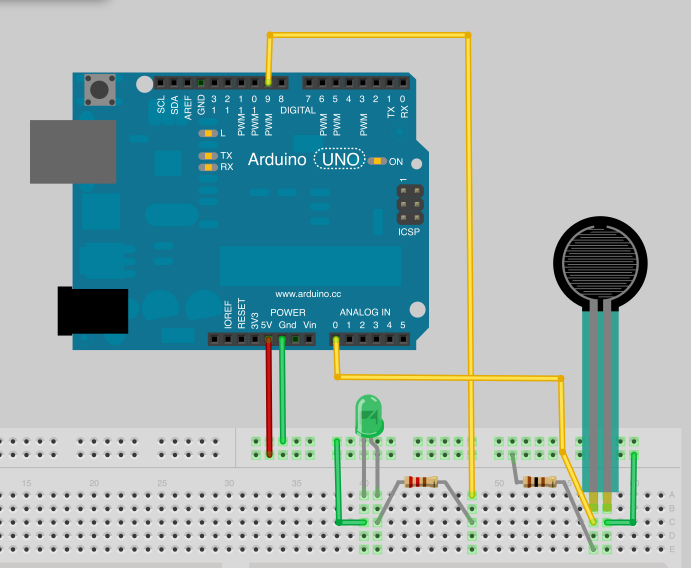 SCL
SDA
AREF
GND
13
12
PWM 11
PWM 10
PWM 9
8
DIGITAL
7
PWM 6
PWM 5
4
PWM 3
2
TX 1
RX 0
L
TX
RX
Arduino UNO
ON
1
ICSP
www.arduino.cc
POWER
ANALOG IN
IOREF
RESET
3V3
5V
Gnd
Vin
0 1 2 3 4 5
15 20 25 30 35 40 50
A
B
C
D
E